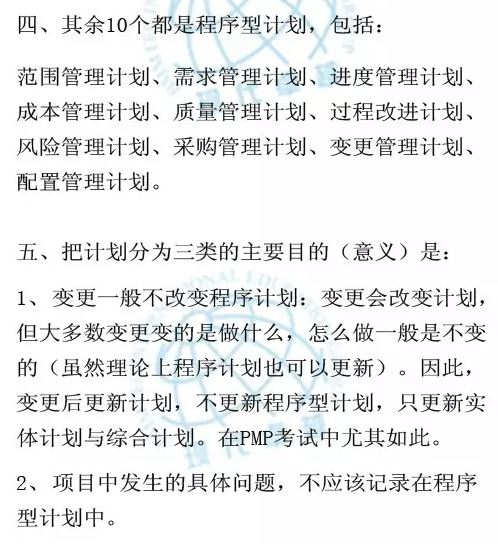 四、其余10个都是程序型计划，包括：
范围管理计划、需求管理计划、进度管理计划、
成本管理计划、质量管理计划、过程改进计划、
风险管理计划、采购管理计划、变更管理计划、
配置管理计划。
五、把计划分为三类的主要目的（意义）是：
1、变更一般不改变程序计划：变更会改变计划，
但大多数变更变的是做什么，怎么做一般是不变
的（虽然理论上程序计划也可以更新）。因此，
变更后更新计划，不更新程序型计划，只更新实
体计划与综合计划。在PMP考试中尤其如此。
2、项目中发生的具体问题，不应该记录在程序
型计划中。